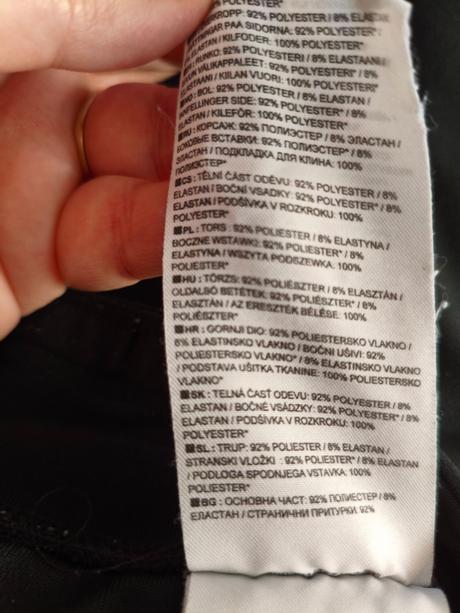 92% POLYESTER
KROPP: 92% POLYESTER / 8% ELASTAN
SÄTTNINGAR PÅA SIDORNA: 92% POLYESTER* / 8%
ELASTAN / KILFODER: 100% POLYESTER*
RUNKO: 92% POLYESTERI / 8% ELASTAANI
VÄLIKAPPALEET: 92% POLYESTERI* / 8%
ELASTAANI / KIILAN VUORI: 100% POLYESTERI*
NO: BOL: 92% POLYESTER / 8% ELASTAN /
INNFELLINGER SIDE: 92% POLYESTER* / 8%
ELASTAN / KILEFÔR: 100% POLYESTER*
RU: КОРСАЖ: 92% ПОЛИЭСТЕР / 8% ЭЛАСТАН /
БОКОВЫЕ ВСТАВКИ: 92% ПОЛИЭСТЕР* / 8%
ЭЛАСТАН / ПОДКЛАДКА ДЛЯ КЛИНА: 100%
ПОЛИЭСТЕР*
CS: TĚLNÍ ČÁST ODĚVU: 92% POLYESTER / 8%
ELASTAN / BOČNÍ VSADKY: 92% POLYESTER* / 8%
ELASTAN / PODŠÍVKA V ROZKROKU: 100%
POLYESTER*
PL: TORS: 92% POLIESTER / 8% ELASTYNA /
BOCZNE WSTAWKI: 92% POLIESTER* / 8%
ELASTYNA / WSZYTA PODSZEWKA: 100%
POLIESTER*
HU: TÖRZS: 92% POLIÉSZTER / 8% ELASZTÁN /
OLDALSÓ BETÉTEK: 92% POLIÉSZTER* / 8%
ELASZTÁN / AZ ERESZTÉK BÉLÉSE: 100%
POLIÉSZTER*
HR: GORNJI DIO: 92% POLIESTERSKO VLAKNO /
8% ELASTINSKO VLAKNO / BOČNI UŠIVI: 92%
POLIESTERSKO VLAKNO* / 8% ELASTINSKO VLAKNO
/ PODSTAVA UŠITKA TKANINE: 100% POLIESTERSKO
VLAKNO*
SK: TELNÁ ČASŤ ODEVU: 92% POLYESTER / 8%
ELASTAN / BOČNÉ VSÁDZKY: 92% POLYESTER* / 8%
ELASTAN / PODŠÍVKA V ROZKROKU: 100%
POLYESTER*
SL: TRUP: 92% POLIESTER / 8% ELASTAN /
STRANSKI VLOŽKI : 92% POLIESTER* / 8% ELASTAN
/ PODLOGA SPODNJEGA VSTAVKA: 100%
POLIESTER*
BG: ОСНОВНА ЧАСТ: 92% ПОЛИЕСТЕР / 8%
ЕЛАСТАН / СТРАНИЧНИ ПРИТУРКИ: 92%